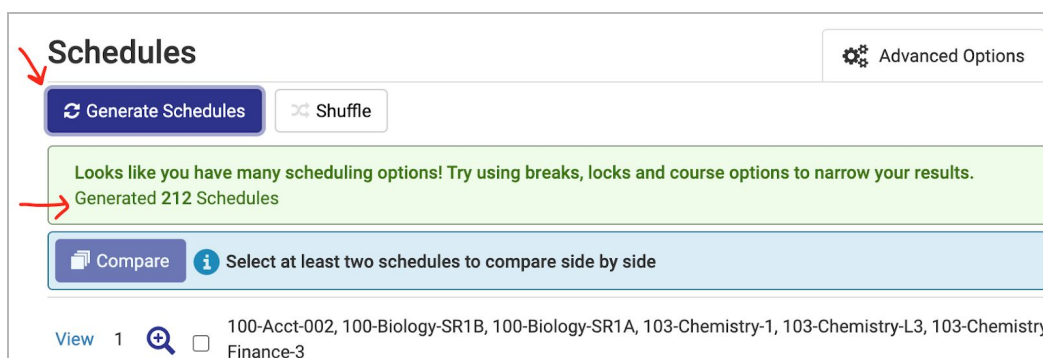 Schedules
Advanced Options
Generate Schedules
Shuffle
Looks like you have many scheduling options! Try using breaks, locks and course options to narrow your results.
Generated 212 Schedules
Compare
Select at least two schedules to compare side by side
View 1 100-Acct-002, 100-Biology-SR1B, 100-Biology-SR1A, 103-Chemistry-1, 103-Chemistry-L3, 103-Chemistry
Finance-3